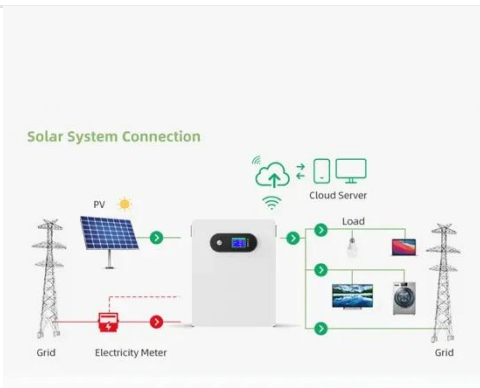 Solar System Connection
Cloud Server
PV
Load
Grid
Electricity Meter
Grid